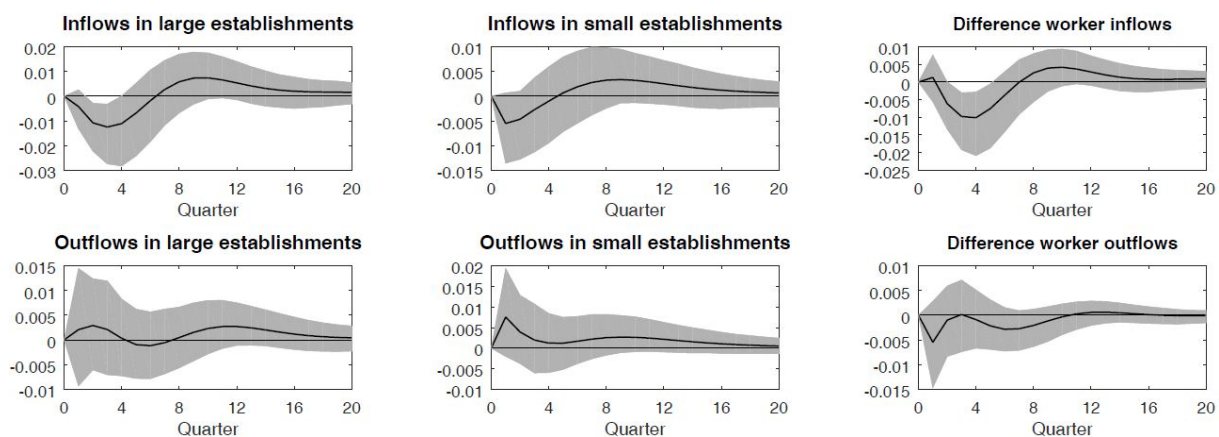 Inflows in large establishments
0.02
0.01
0
-0.01
-0.02
-0.03
0 4 8 12 16 20
Quarter
Inflows in small establishments
0.01
0.005
0
-0.005
-0.01
-0.015
0 4 8 12 16 20
Quarter
Difference worker inflows
0.01
0.005
0
-0.005
-0.01
-0.015
-0.02
-0.025
0 4 8 12 16 20
Quarter
Outflows in large establishments
0.015
0.01
0.005
0
-0.005
-0.01
0 4 8 12 16 20
Quarter
Outflows in small establishments
0.02
0.015
0.01
0.005
0
-0.005
-0.01
0 4 8 12 16 20
Quarter
Difference worker outflows
0.01
0.005
0
-0.005
-0.01
-0.015
0 4 8 12 16 20
Quarter